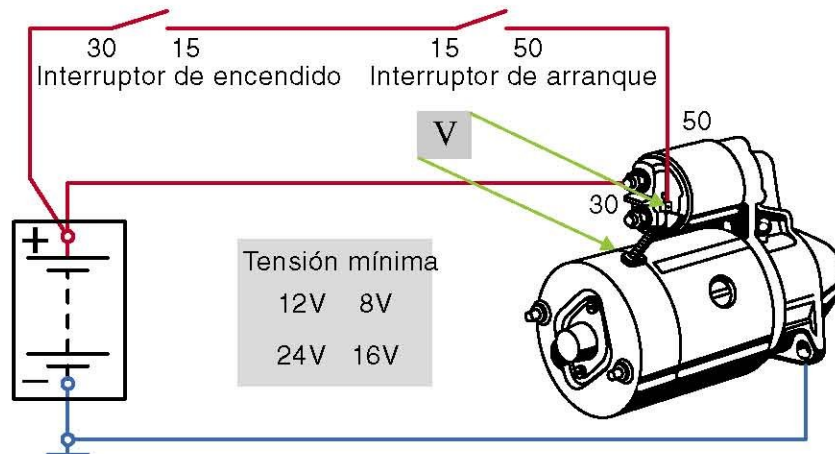 30 15
15 50
Interruptor de encendido
Interruptor de arranque
V
50
30
+
Tensión mínima
12V 8V
24V 16V
−